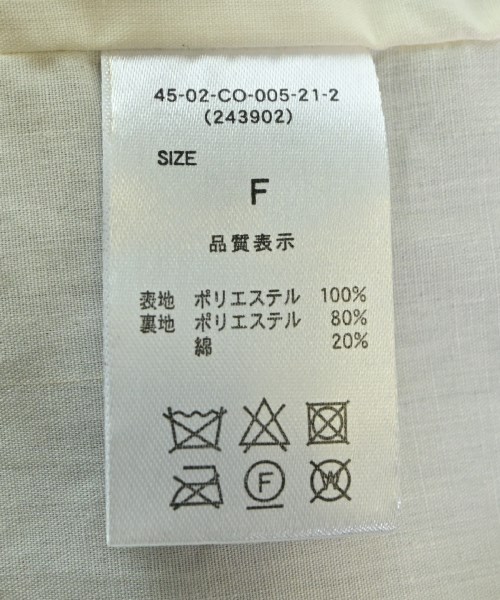 45-02-CO-005-21-2
(243902)
SIZE
F
品質表示
表地 ポリエステル 100%
裏地 ポリエステル 80%
綿 20%
F
W